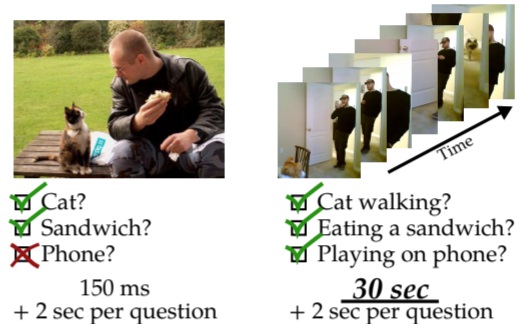 Time
Cat?
Sandwich?
Phone?
150 ms
+ 2 sec per question
Cat walking?
Eating a sandwich?
Playing on phone?
30 sec
+ 2 sec per question